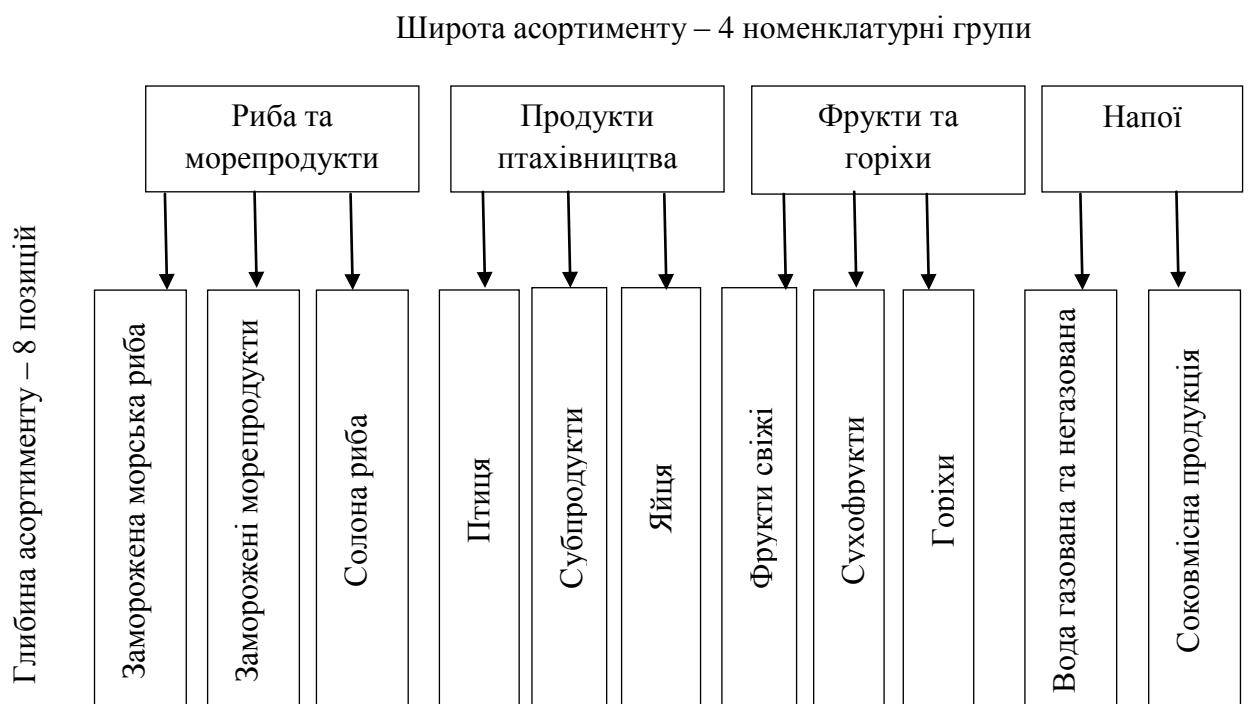 Широта асортименту – 4 номенклатурні групи
Риба та
морепродукти
Продукти
птахівництва
Фрукти та
горіхи
Напої
Глибина асортименту – 8 позицій
Заморожена морська риба
Заморожені морепродукти
Солона риба
Птиця
Субпродукти
Яйця
Фрукти свіжі
Сухофрукти
Горіхи
Вода газована та негазована
Соковмісна продукція